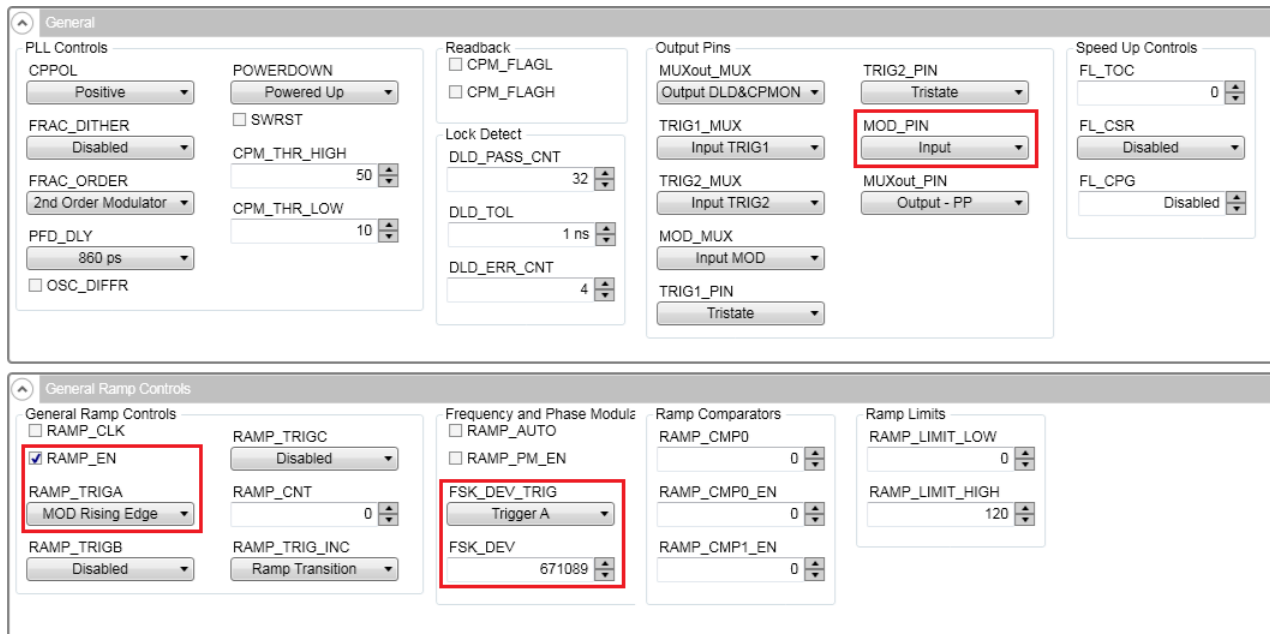 General
PLL Controls
CPPOL
Positive
FRAC_DITHER
Disabled
FRAC_ORDER
2nd Order Modulator
PFD_DLY
860 ps
OSC_DIFFR
POWERDOWN
Powered Up
SWRST
CPM_THR_HIGH
50
CPM_THR_LOW
10
Readback
CPM_FLAGL
CPM_FLAGH
Lock Detect
DLD_PASS_CNT
32
DLD_TOL
1 ns
DLD_ERR_CNT
4
Output Pins
MUXout_MUX
Output DLD&CPMON
TRIG1_MUX
Input TRIG1
TRIG2_MUX
Input TRIG2
MOD_MUX
Input MOD
TRIG1_PIN
Tristate
TRIG2_PIN
Tristate
MOD_PIN
Input
MUXout_PIN
Output - PP
Speed Up Controls
FL_TOC
0
FL_CSR
Disabled
FL_CPG
Disabled
General Ramp Controls
General Ramp Controls
RAMP_CLK
RAMP_EN
RAMP_TRIGA
MOD Rising Edge
RAMP_TRIGB
Disabled
RAMP_TRIGC
Disabled
RAMP_CNT
0
RAMP_TRIG_INC
Ramp Transition
Frequency and Phase Modula
RAMP_AUTO
RAMP_PM_EN
FSK_DEV_TRIG
Trigger A
FSK_DEV
671089
Ramp Comparators
RAMP_CMP0
0
RAMP_CMP0_EN
0
RAMP_CMP1_EN
0
Ramp Limits
RAMP_LIMIT_LOW
0
RAMP_LIMIT_HIGH
120